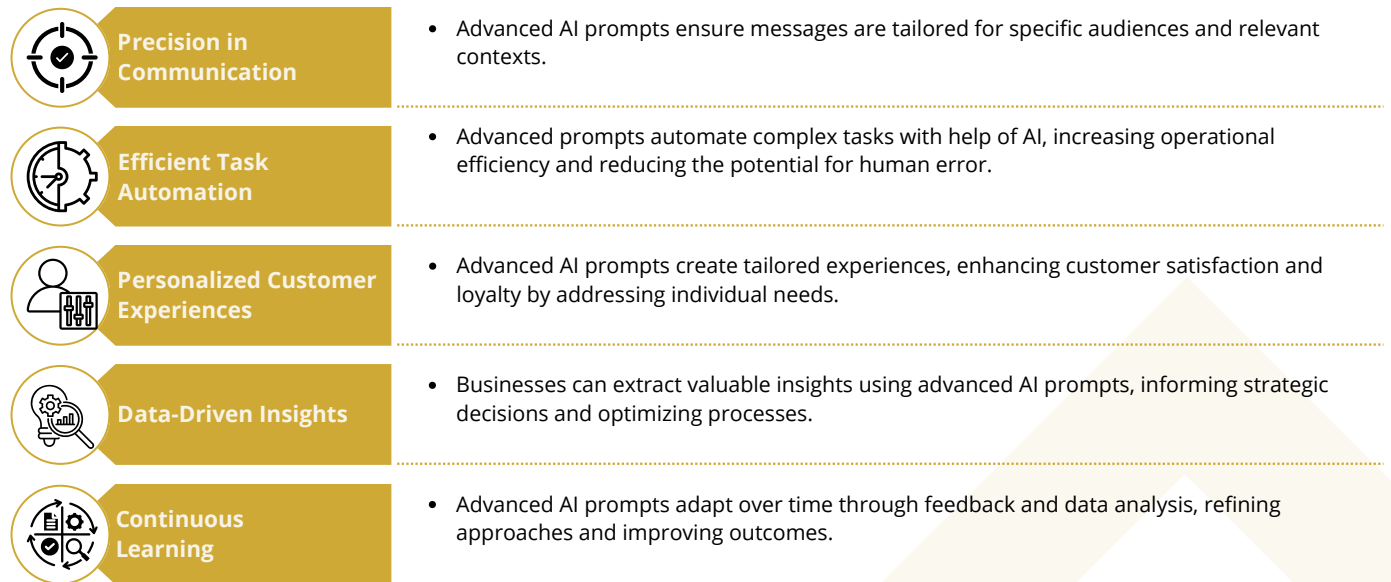 Precision in
Communication
• Advanced AI prompts ensure messages are tailored for specific audiences and relevant
contexts.
Efficient Task
Automation
• Advanced prompts automate complex tasks with help of AI, increasing operational
efficiency and reducing the potential for human error.
Personalized Customer
Experiences
• Advanced AI prompts create tailored experiences, enhancing customer satisfaction and
loyalty by addressing individual needs.
Data-Driven Insights
• Businesses can extract valuable insights using advanced AI prompts, informing strategic
decisions and optimizing processes.
Continuous
Learning
• Advanced AI prompts adapt over time through feedback and data analysis, refining
approaches and improving outcomes.